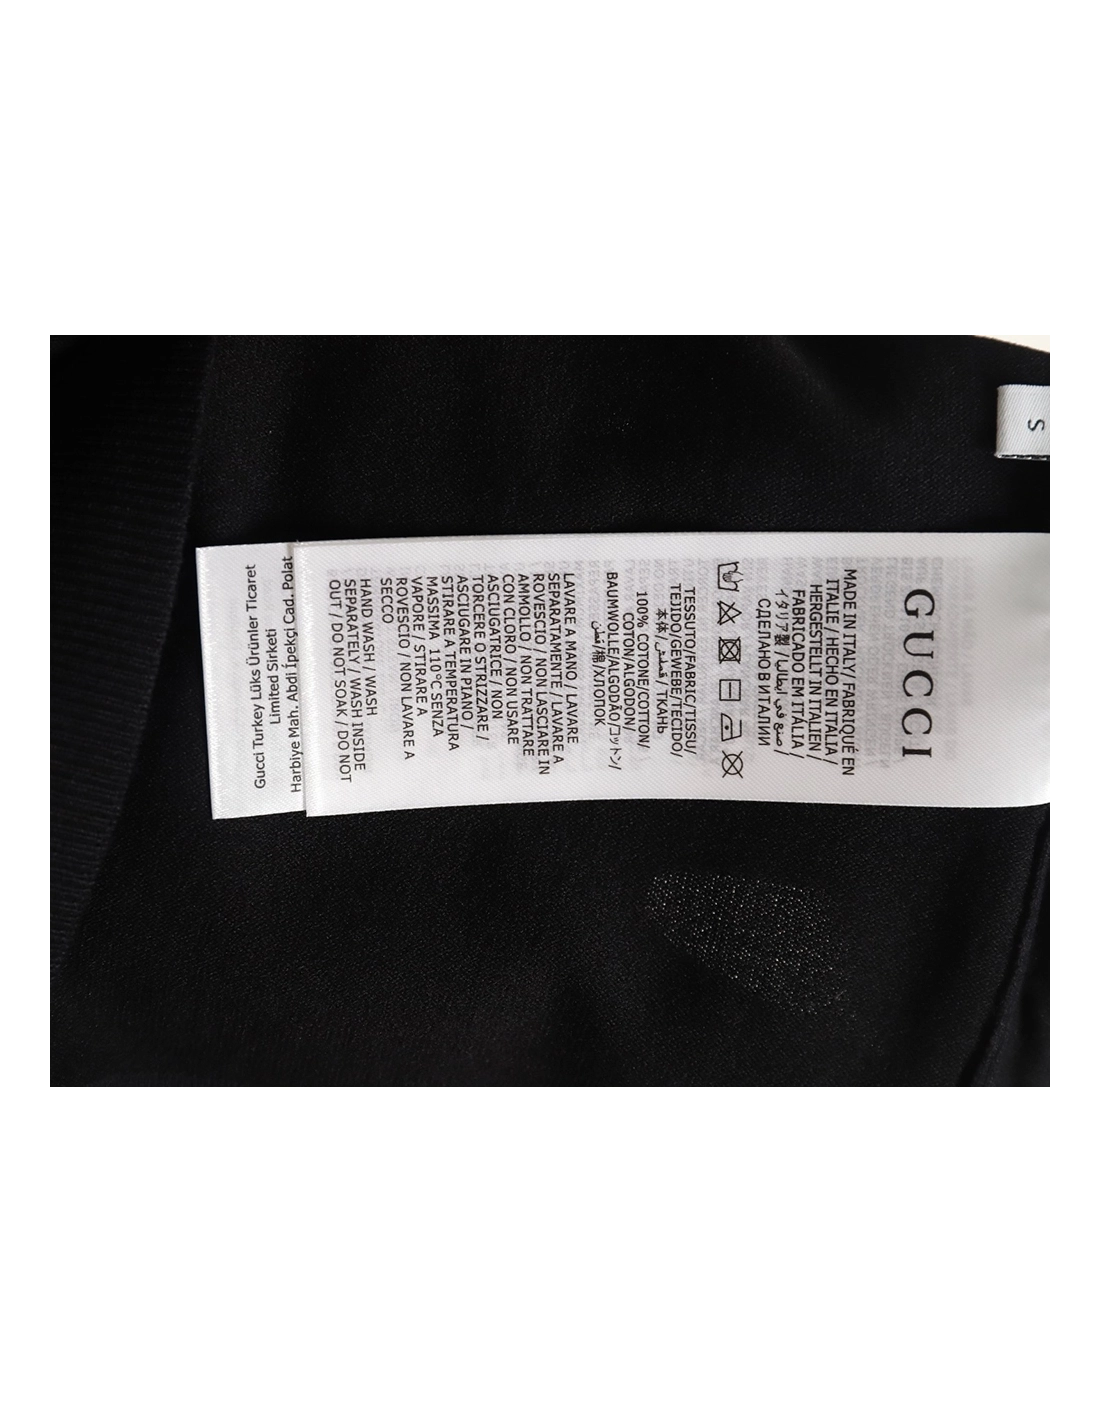 GUCCI
MADE IN ITALY/ FABRIQUÉ EN
ITALIE / HECHO EN ITALIA /
HERGESTELLT IN ITALIEN /
FABRICADO EM ITÁLIA /
イタリア製 / صنع في ايطاليا /
СДЕЛАНО В ИТАЛИИ
TESSUTO/FABRIC/TISSU/
TEJIDO/GEWEBE/TECIDO/
本体/ قماش / ТКАНЬ
100% COTONE/COTTON/
COTON/ALGODON/
BAUMWOLLE/ALGODÃO/コットン/
棉/قطن/ХЛОПОК
LAVARE A MANO / LAVARE
SEPARATAMENTE / LAVARE A
ROVESCIO / NON LASCIARE IN
AMMOLLO / NON TRATTARE
CON CLORO / NON USARE
ASCIUGATRICE / NON
TORCERE O STRIZZARE /
ASCIUGARE IN PIANO /
STIRARE A TEMPERATURA
MASSIMA 110°C SENZA
VAPORE / STIRARE A
ROVESCIO / NON LAVARE A
SECCO
HAND WASH / WASH
SEPARATELY / WASH INSIDE
OUT / DO NOT SOAK / DO NOT
Gucci Turkey Lüks Ürünler Ticaret
Limited Sirketi
Harbiye Mah. Abdi İpekçi Cad. Polat
S